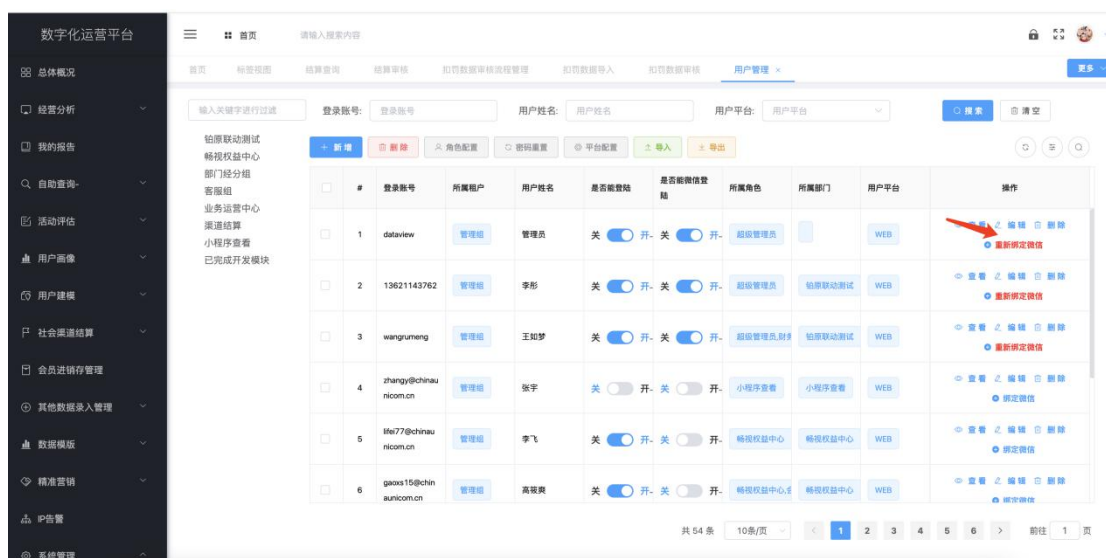 数字化运营平台
首页
请输入搜索内容
总体概况
经营分析
我的报告
自助查询-
活动评估
用户画像
用户建模
社会渠道结算
会员进销存管理
其他数据录入管理
数据模版
精准营销
IP告警
系统管理
首页 标签视图 结算查询 结算审核 扣罚数据审核流程管理 扣罚数据导入 扣罚数据审核 用户管理 × 更多
输入关键字进行过滤 登录账号: 登录账号 用户姓名: 用户姓名 用户平台: 用户平台 搜索 清空
铂原联动测试
畅视权益中心
部门经分组
客服组
业务运营中心
渠道结算
小程序查看
已完成开发模块
+ 新增 删除 角色配置 密码重置 平台配置 导入 导出
# 登录账号 所属租户 用户姓名 是否能登陆 是否能微信登陆 所属角色 所属部门 用户平台 操作
1 dataview 管理组 管理员 关 开- 关 开- 超级管理员 WEB 查看 编辑 删除
重新绑定微信
2 13621143762 管理组 李彤 关 开- 关 开- 超级管理员 铂原联动测试 WEB 查看 编辑 删除
重新绑定微信
3 wangrumeng 管理组 王如梦 关 开- 关 开- 超级管理员,财务 铂原联动测试 WEB 查看 编辑 删除
重新绑定微信
4 zhangy@chinaunicom.cn 管理组 张宇 关 开- 关 开- 小程序查看 小程序查看 WEB 查看 编辑 删除
绑定微信
5 lifei77@chinaunicom.cn 管理组 李飞 关 开- 关 开- 畅视权益中心 畅视权益中心 WEB 查看 编辑 删除
绑定微信
6 gaoxs15@chinaunicom.cn 管理组 高筱爽 关 开- 关 开- 畅视权益中心 畅视权益中心 WEB 查看 编辑 删除
绑定微信
共 54 条 10条/页 < 1 2 3 4 5 6 > 前往 1 页